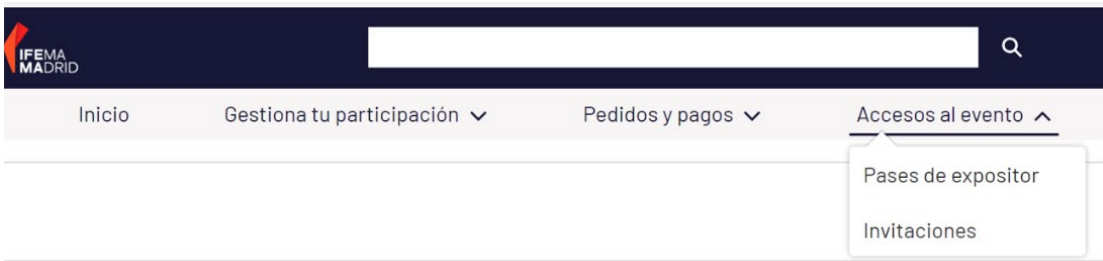 IFEMA
MADRID
Inicio Gestiona tu participación Pedidos y pagos Accesos al evento
Pases de expositor
Invitaciones